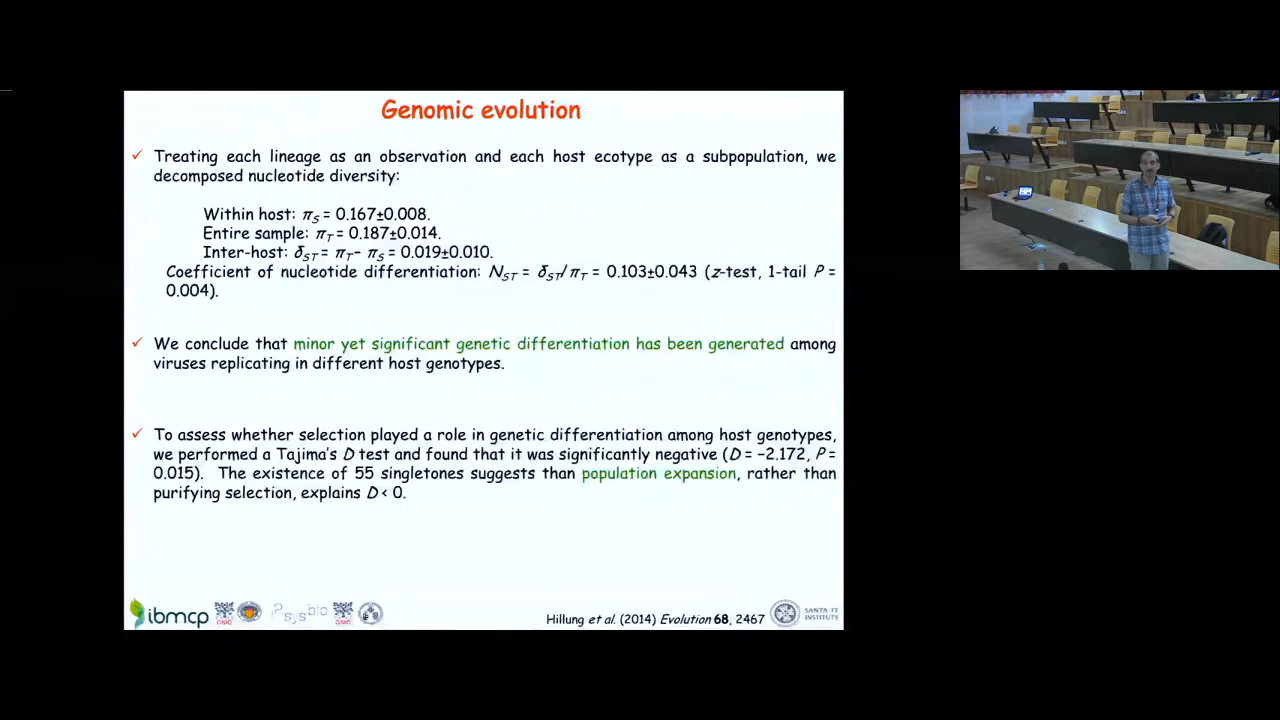 Genomic evolution
✓ Treating each lineage as an observation and each host ecotype as a subpopulation, we
decomposed nucleotide diversity:
Within host: πS = 0.167±0.008.
Entire sample: πT = 0.187±0.014.
Inter-host: δST = πT− πS = 0.019±0.010.
Coefficient of nucleotide differentiation: NST = δST/πT = 0.103±0.043 (z-test, 1-tail P =
0.004).
✓ We conclude that minor yet significant genetic differentiation has been generated among
viruses replicating in different host genotypes.
✓ To assess whether selection played a role in genetic differentiation among host genotypes,
we performed a Tajima's D test and found that it was significantly negative (D = −2.172, P =
0.015). The existence of 55 singletones suggests than population expansion, rather than
purifying selection, explains D < 0.
ibmcp
CSIC
sysbio
CSIC
Hillung et al. (2014) Evolution 68, 2467
SANTA FE
INSTITUTE